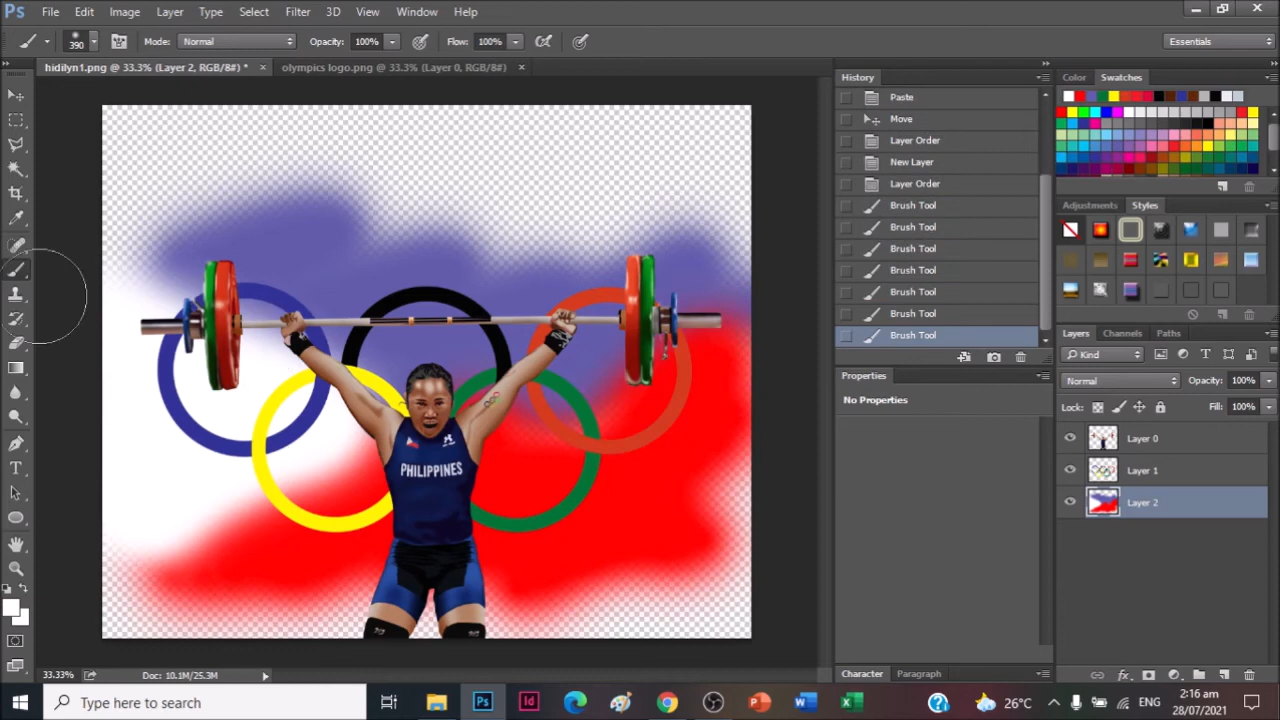 Ps File Edit Image Layer Type Select Filter 3D View Window Help
390 Mode: Normal Opacity: 100% Flow: 100% Essentials
hidilyn1.png @ 33.3% (Layer 2, RGB/8#) * × olympics logo.png @ 33.3% (Layer 0, RGB/8#) ×
History
Paste
Move
Layer Order
New Layer
Layer Order
Brush Tool
Brush Tool
Brush Tool
Brush Tool
Brush Tool
Brush Tool
Brush Tool
Properties
No Properties
Character Paragraph
Color Swatches
Adjustments Styles
Layers Channels Paths
Kind
Normal Opacity: 100%
Lock: Fill: 100%
Layer 0
Layer 1
Layer 2
PHILIPPINES
33.33% Doc: 10.1M/25.3M
Type here to search
26°C ENG 2:16 am
28/07/2021